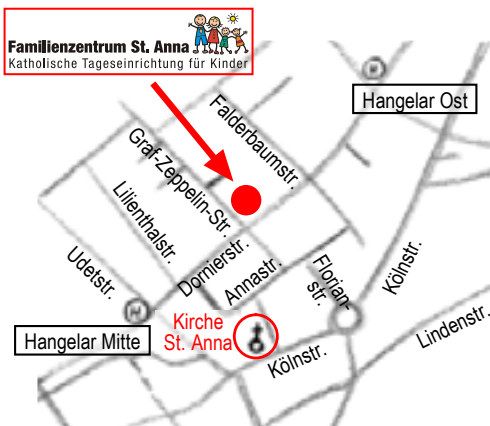 Familienzentrum St. Anna
Katholische Tageseinrichtung für Kinder
H
Hangelar Ost
Falderbaumstr.
Graf-Zeppelin-Str.
Lilienthalstr.
Udetstr.
Dornierstr.
Annastr.
Florian-
str.
Kölnstr.
H
Hangelar Mitte
Kirche
St. Anna
Kölnstr.
Lindenstr.